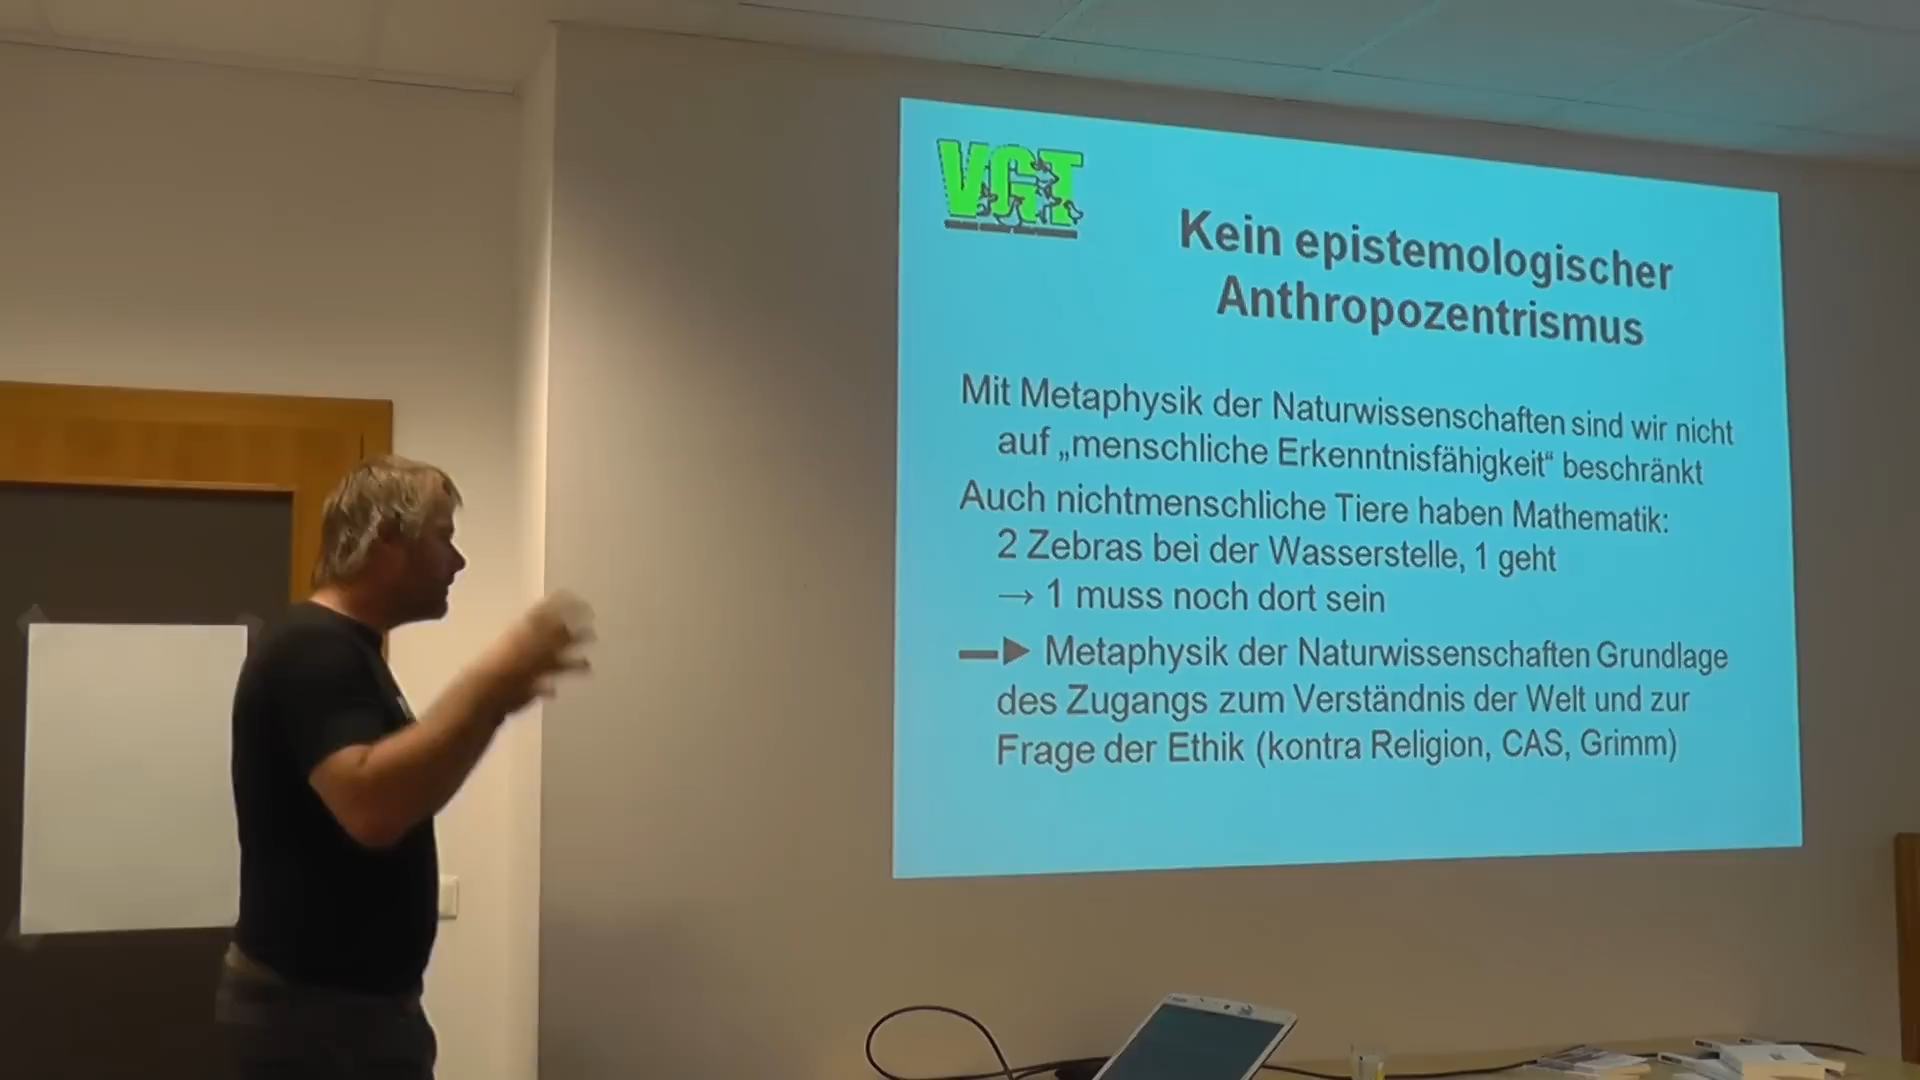 VGT
Kein epistemologischer
Anthropozentrismus
Mit Metaphysik der Naturwissenschaften sind wir nicht
auf „menschliche Erkenntnisfähigkeit“ beschränkt
Auch nichtmenschliche Tiere haben Mathematik:
2 Zebras bei der Wasserstelle, 1 geht
→ 1 muss noch dort sein
Metaphysik der Naturwissenschaften Grundlage
des Zugangs zum Verständnis der Welt und zur
Frage der Ethik (kontra Religion, CAS, Grimm)